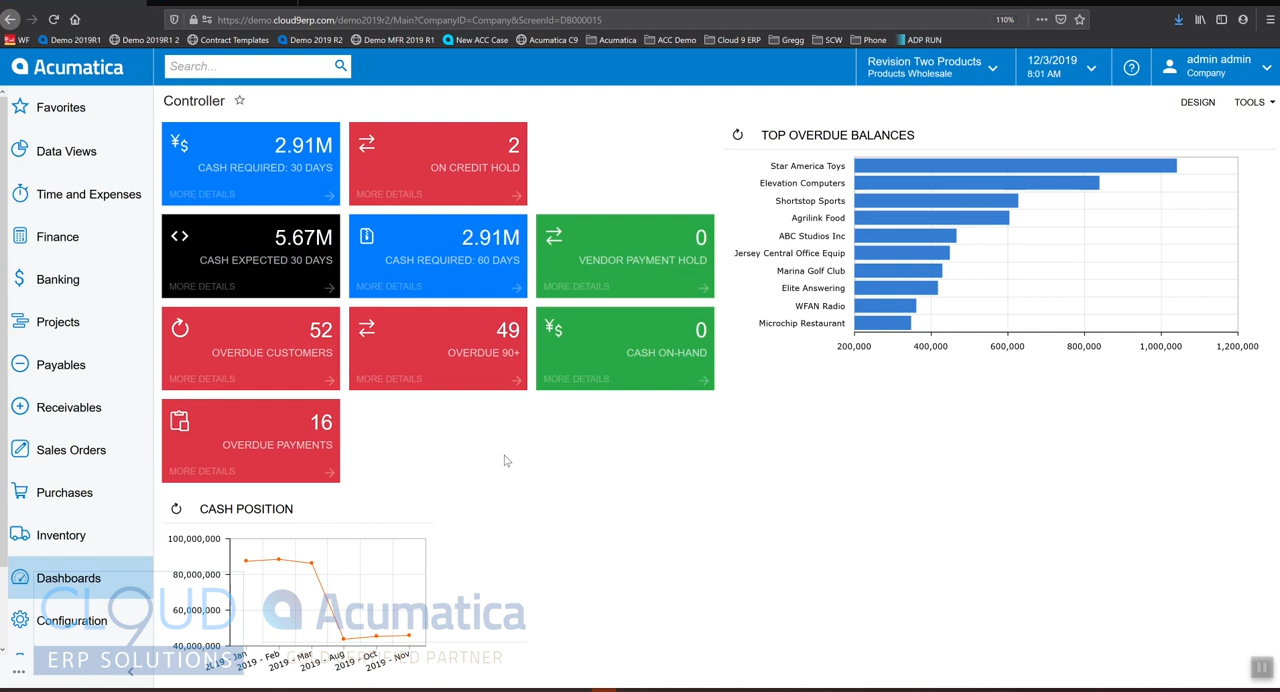 https://demo.cloud9erp.com/demo2019r2/Main?CompanyID=Company&ScreenId=DB000015
110%
WF
Demo 2019R1
Demo 2019R1 2
Contract Templates
Demo 2019 R2
Demo MFR 2019 R1
New ACC Case
Acumatica C9
Acumatica
ACC Demo
Cloud 9 ERP
Gregg
SCW
Phone
ADP RUN
Acumatica
Search...
Revision Two Products
Products Wholesale
12/3/2019
8:01 AM
admin admin
Company
Favorites
Data Views
Time and Expenses
Finance
Banking
Projects
Payables
Receivables
Sales Orders
Purchases
Inventory
Dashboards
Configuration
Controller
DESIGN
TOOLS
2.91M
CASH REQUIRED: 30 DAYS
MORE DETAILS
2
ON CREDIT HOLD
MORE DETAILS
5.67M
CASH EXPECTED 30 DAYS
MORE DETAILS
2.91M
CASH REQUIRED: 60 DAYS
MORE DETAILS
0
VENDOR PAYMENT HOLD
MORE DETAILS
52
OVERDUE CUSTOMERS
MORE DETAILS
49
OVERDUE 90+
MORE DETAILS
0
CASH ON-HAND
MORE DETAILS
16
OVERDUE PAYMENTS
MORE DETAILS
TOP OVERDUE BALANCES
Star America Toys
Elevation Computers
Shortstop Sports
Agrilink Food
ABC Studios Inc
Jersey Central Office Equip
Marina Golf Club
Elite Answering
WFAN Radio
Microchip Restaurant
200,000
400,000
600,000
800,000
1,000,000
1,200,000
CASH POSITION
100,000,000
80,000,000
60,000,000
40,000,000
2019 - Jan
2019 - Feb
2019 - Mar
2019 - Aug
2019 - Oct
2019 - Nov
CLOUD 9
ERP SOLUTIONS
Acumatica
PARTNER